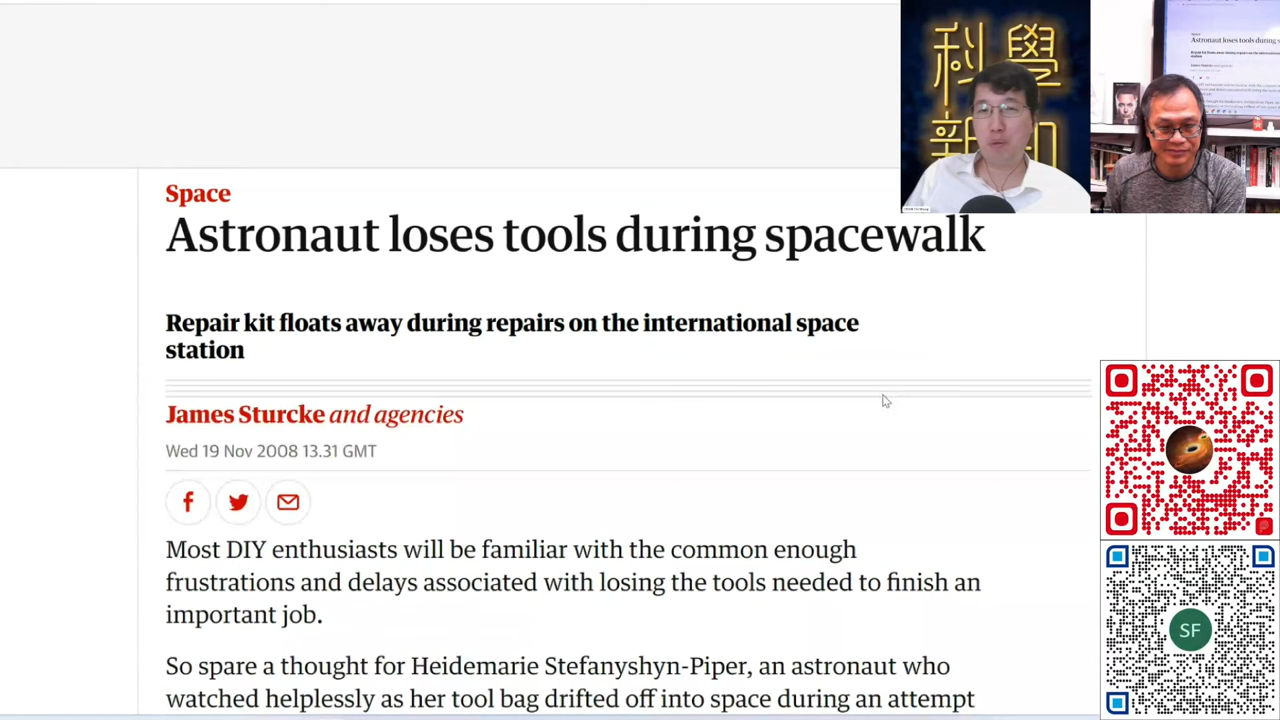 科學
新知
Space
Astronaut loses tools during spacewalk
Repair kit floats away during repairs on the international space
station
James Sturcke and agencies
Wed 19 Nov 2008 13.31 GMT
Most DIY enthusiasts will be familiar with the common enough
frustrations and delays associated with losing the tools needed to finish an
important job.
So spare a thought for Heidemarie Stefanyshyn-Piper, an astronaut who
watched helplessly as her tool bag drifted off into space during an attempt
Space
Astronaut loses tools during s
SF